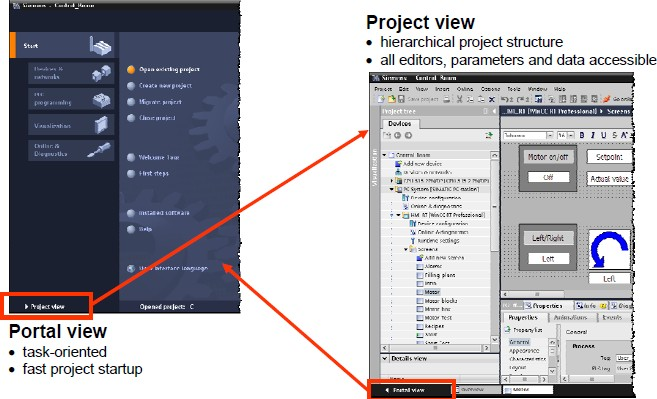 Siemens - Control_Room
Start
Devices & networks
PLC programming
Visualization
Online & Diagnostics
Open existing project
Create new project
Migrate project
Close project
Welcome Tour
First steps
Installed software
Help
User interface language
Project view
Opened project: C
Portal view
• task-oriented
• fast project startup
Project view
• hierarchical project structure
• all editors, parameters and data accessible
Siemens - Control_Room
Project Edit View Insert Online Options Tools Window Help
Save project
Project tree
HMI_RT [WinCC RT Professional] ▸ Screens
Devices
Visualization
Control_Room
Add new device
Devices & networks
PC System [SIMATIC PC station]
Device configuration
Online & diagnostics
HMI_RT [WinCC RT Professional]
Device configuration
Online & diagnostics
Runtime settings
Screens
Add new screen
Alarms
Filling plant
Motor
Motor blocks
Motor Test
Recipes
Start
Details view
Portal view
Overview
Motor
Tahoma
B I U S A
Motor on/off
Off
Setpoint
Actual value
Left/Right
Left
Left
Properties
Info
Properties
Animations
Events
Property list
General
Appearance
Characteristics
Layout
General
Process
Tag:
PLC tag: